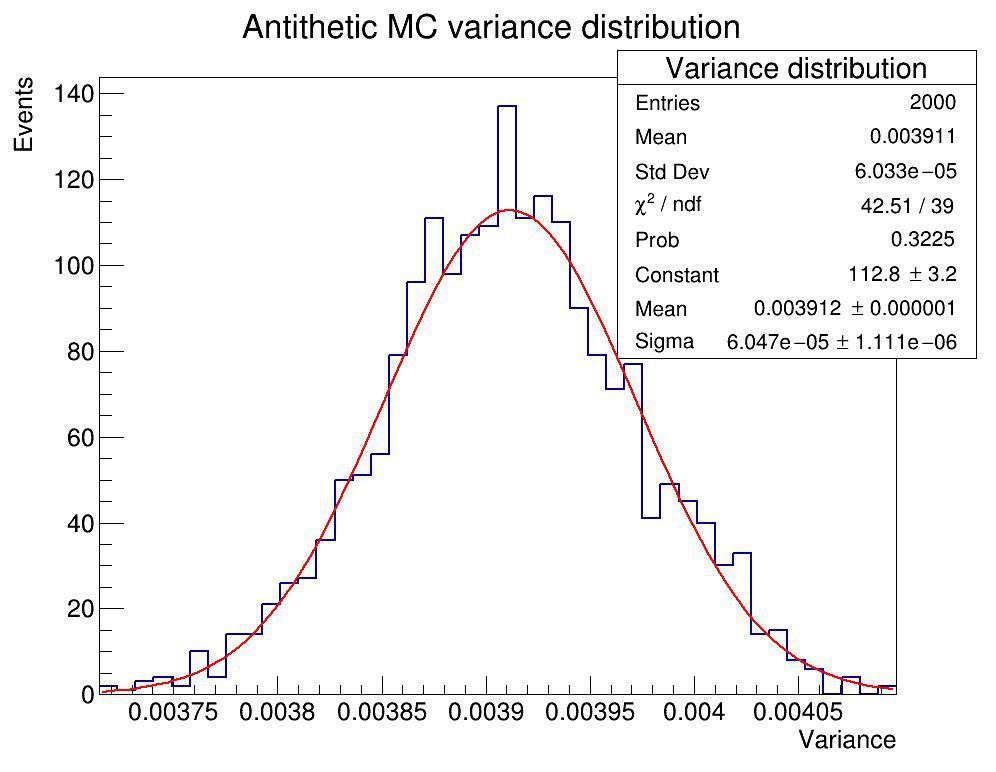 Antithetic MC variance distribution
Variance distribution
Entries 2000
Mean 0.003911
Std Dev 6.033e−05
χ² / ndf 42.51 / 39
Prob 0.3225
Constant 112.8 ± 3.2
Mean 0.003912 ± 0.000001
Sigma 6.047e−05 ± 1.111e−06
Events
140
120
100
80
60
40
20
0
0.00375 0.0038 0.00385 0.0039 0.00395 0.004 0.00405
Variance